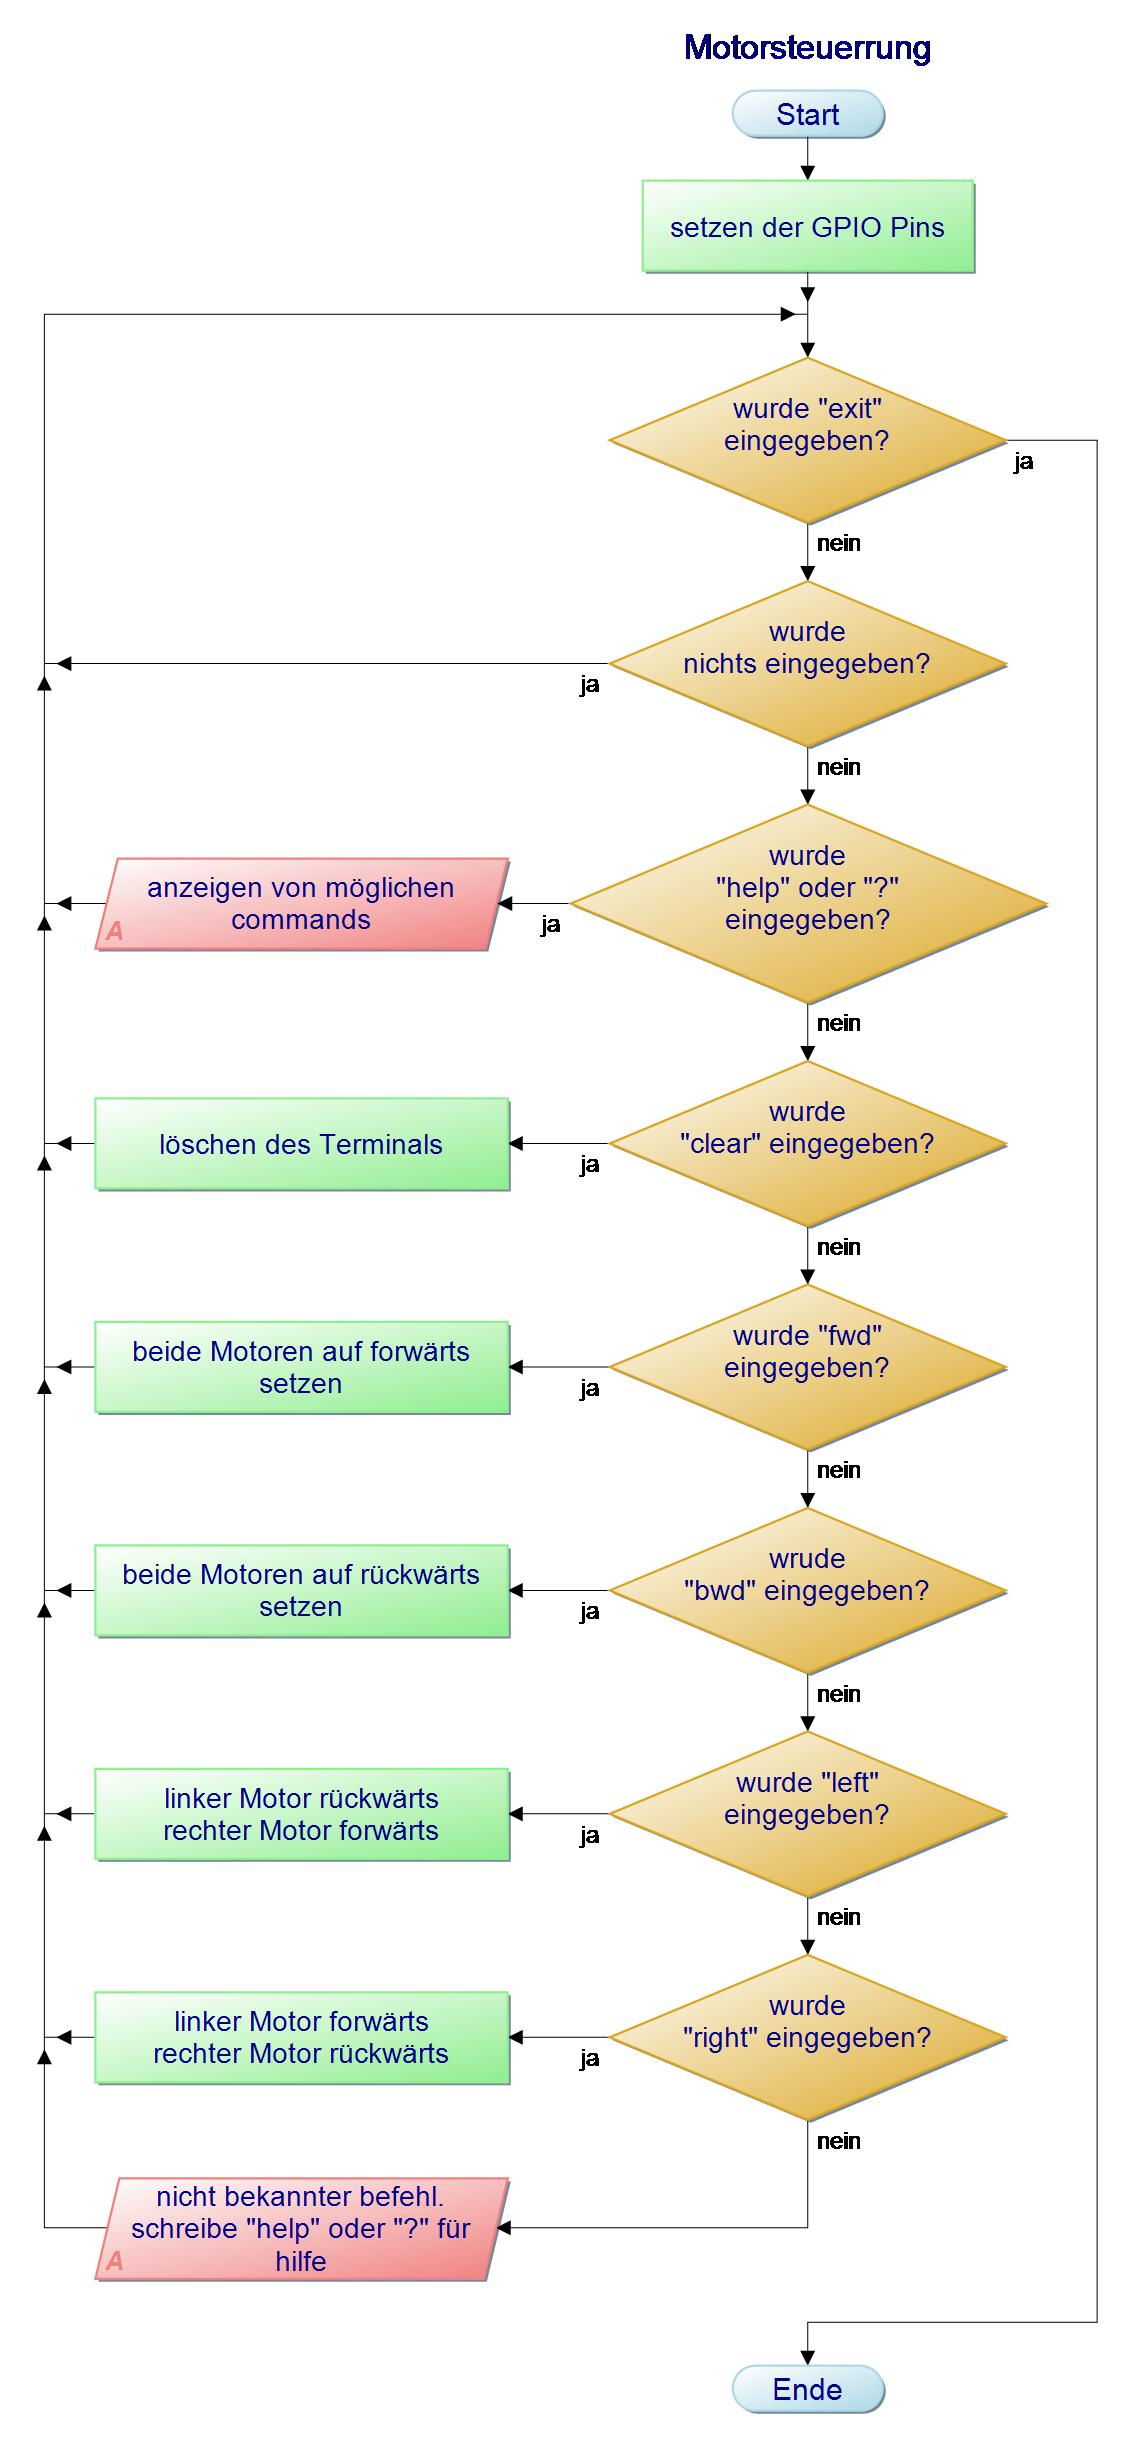 Motorsteuerrung
Start
setzen der GPIO Pins
wurde "exit"
eingegeben?
ja
nein
wurde
nichts eingegeben?
ja
nein
wurde
"help" oder "?"
eingegeben?
ja
anzeigen von möglichen
commands
A
nein
wurde
"clear" eingegeben?
ja
löschen des Terminals
nein
wurde "fwd"
eingegeben?
ja
beide Motoren auf forwärts
setzen
nein
wrude
"bwd" eingegeben?
ja
beide Motoren auf rückwärts
setzen
nein
wurde "left"
eingegeben?
ja
linker Motor rückwärts
rechter Motor forwärts
nein
wurde
"right" eingegeben?
ja
linker Motor forwärts
rechter Motor rückwärts
nein
nicht bekannter befehl.
schreibe "help" oder "?" für
hilfe
A
Ende